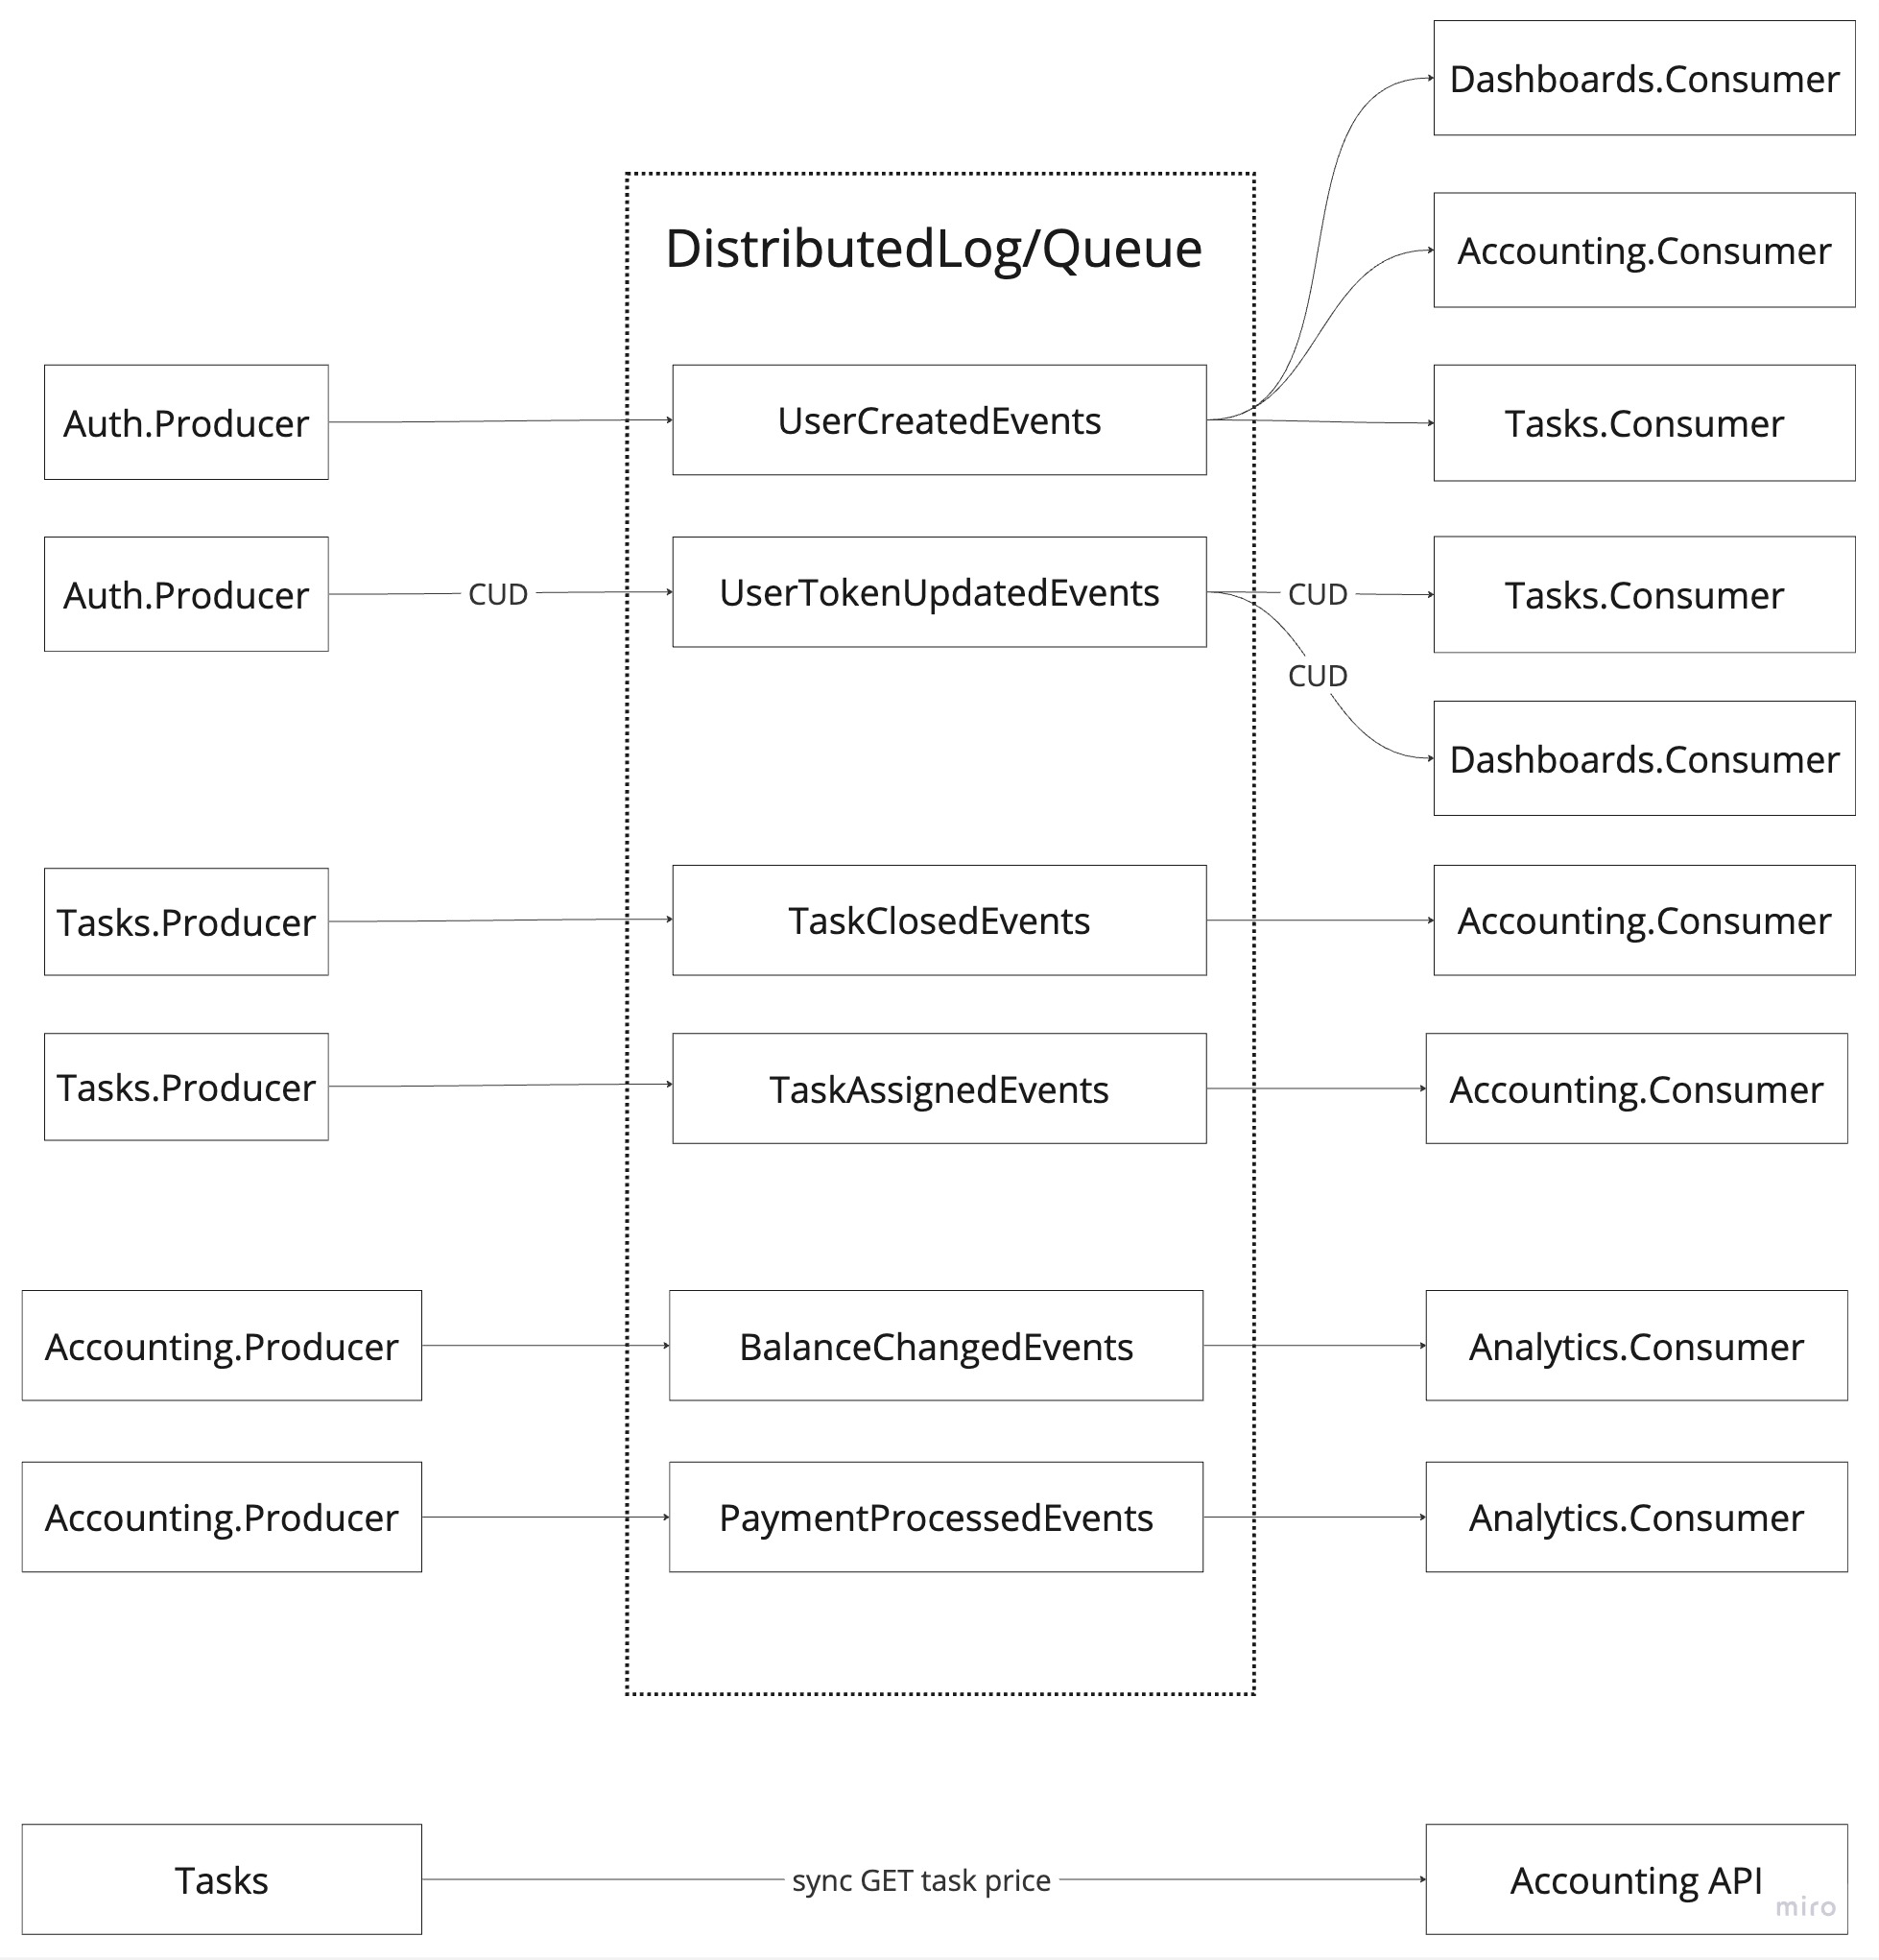 Dashboards.Consumer
DistributedLog/Queue
Accounting.Consumer
Auth.Producer
UserCreatedEvents
Tasks.Consumer
Auth.Producer
CUD
UserTokenUpdatedEvents
CUD
Tasks.Consumer
CUD
Dashboards.Consumer
Tasks.Producer
TaskClosedEvents
Accounting.Consumer
Tasks.Producer
TaskAssignedEvents
Accounting.Consumer
Accounting.Producer
BalanceChangedEvents
Analytics.Consumer
Accounting.Producer
PaymentProcessedEvents
Analytics.Consumer
Tasks
sync GET task price
Accounting API
miro